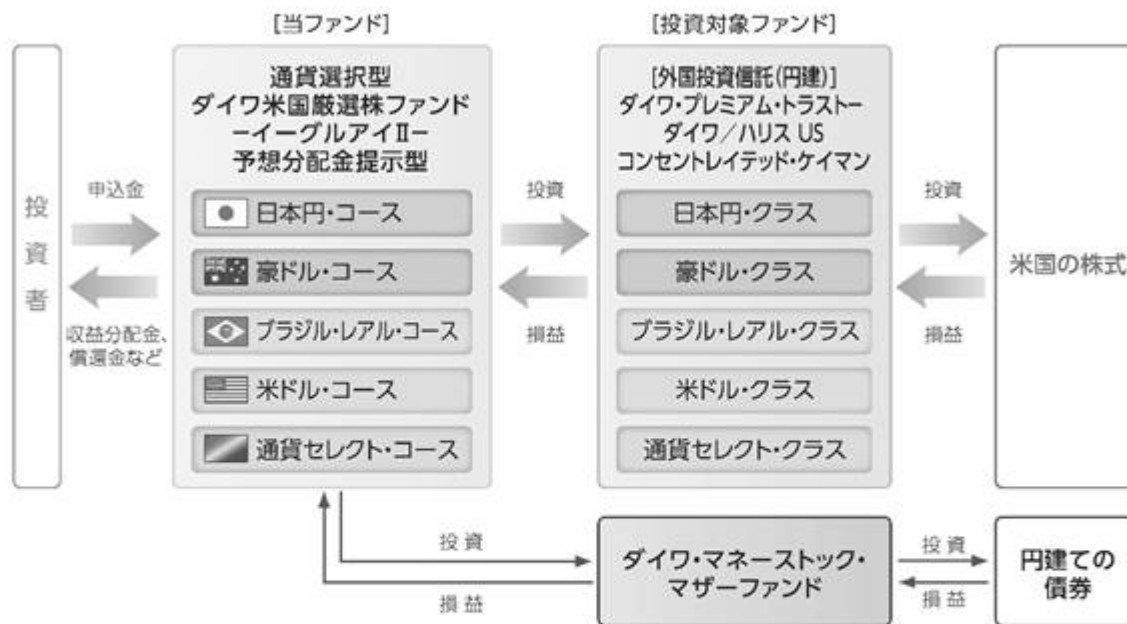 [当ファンド]
[投資対象ファンド]
投資者
申込金
収益分配金、
償還金など
通貨選択型
ダイワ米国厳選株ファンド
-イーグルアイⅡ-
予想分配金提示型
日本円・コース
豪ドル・コース
ブラジル・レアル・コース
米ドル・コース
通貨セレクト・コース
投資
損益
[外国投資信託(円建)]
ダイワ・プレミアム・トラスト-
ダイワ/ハリス US
コンセントレイテッド・ケイマン
日本円・クラス
豪ドル・クラス
ブラジル・レアル・クラス
米ドル・クラス
通貨セレクト・クラス
投資
損益
米国の株式
投資
損益
ダイワ・マネーストック・
マザーファンド
投資
損益
円建ての
債券